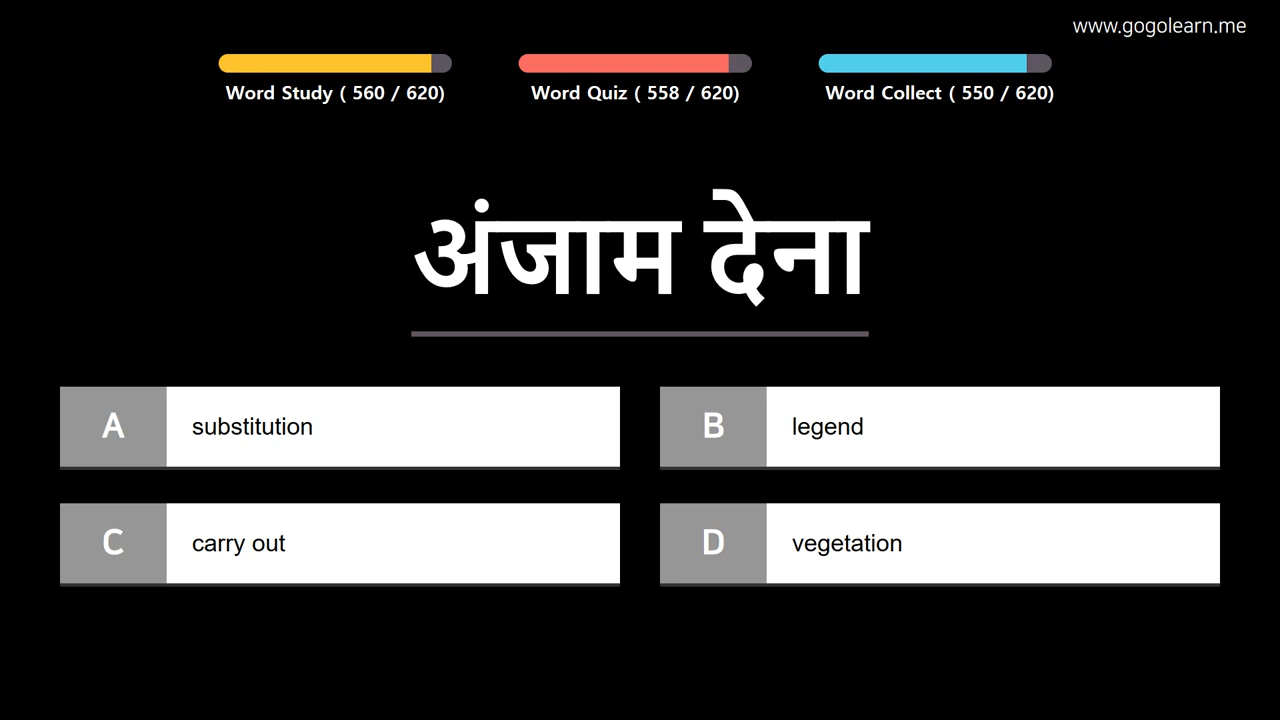 www.gogolearn.me
Word Study ( 560 / 620)
Word Quiz ( 558 / 620)
Word Collect ( 550 / 620)
अंजाम देना
A substitution
B legend
C carry out
D vegetation